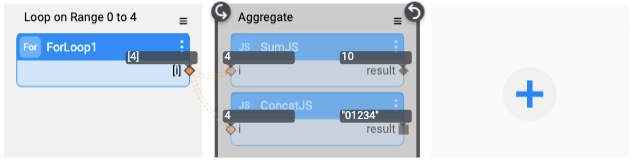 Loop on Range 0 to 4
For ForLoop1
[4]
[i]
Aggregate
JS SumJS
4 10
i result
JS ConcatJS
4 "01234"
i result